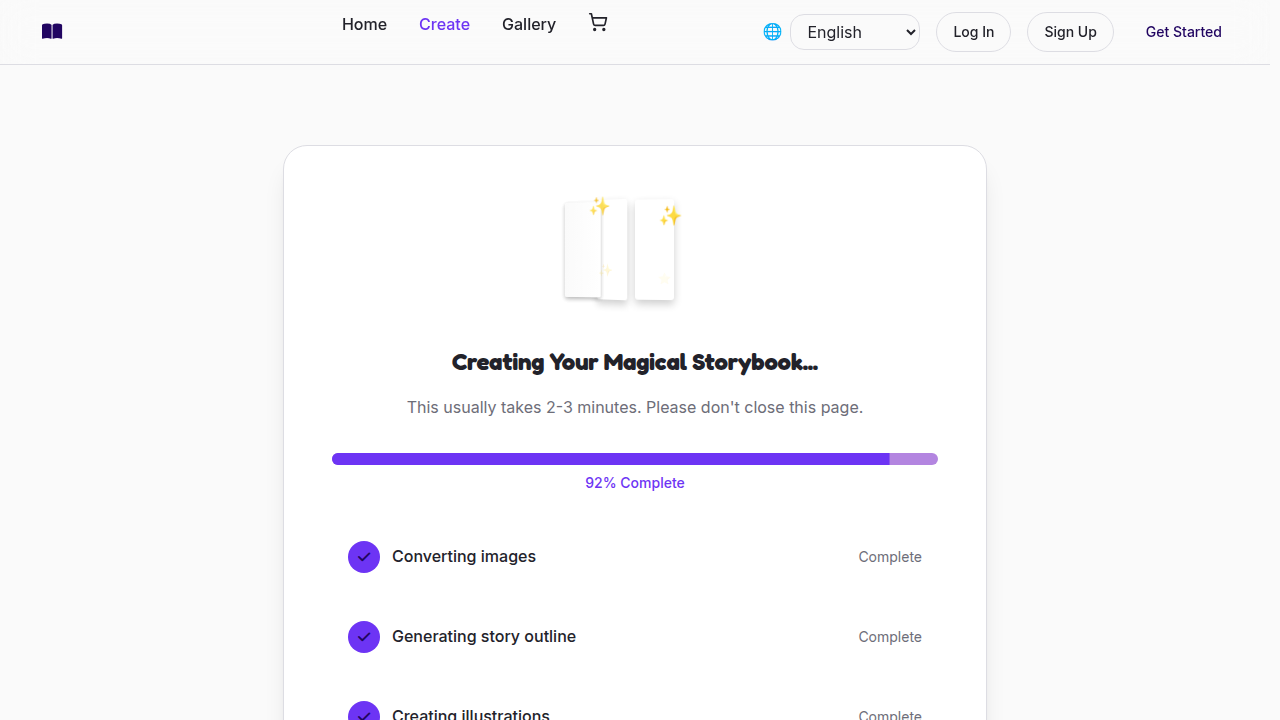 Home
Create
Gallery
English
Log In
Sign Up
Get Started
Creating Your Magical Storybook...
This usually takes 2-3 minutes. Please don't close this page.
92% Complete
Converting images
Complete
Generating story outline
Complete
Creating illustrations
Complete